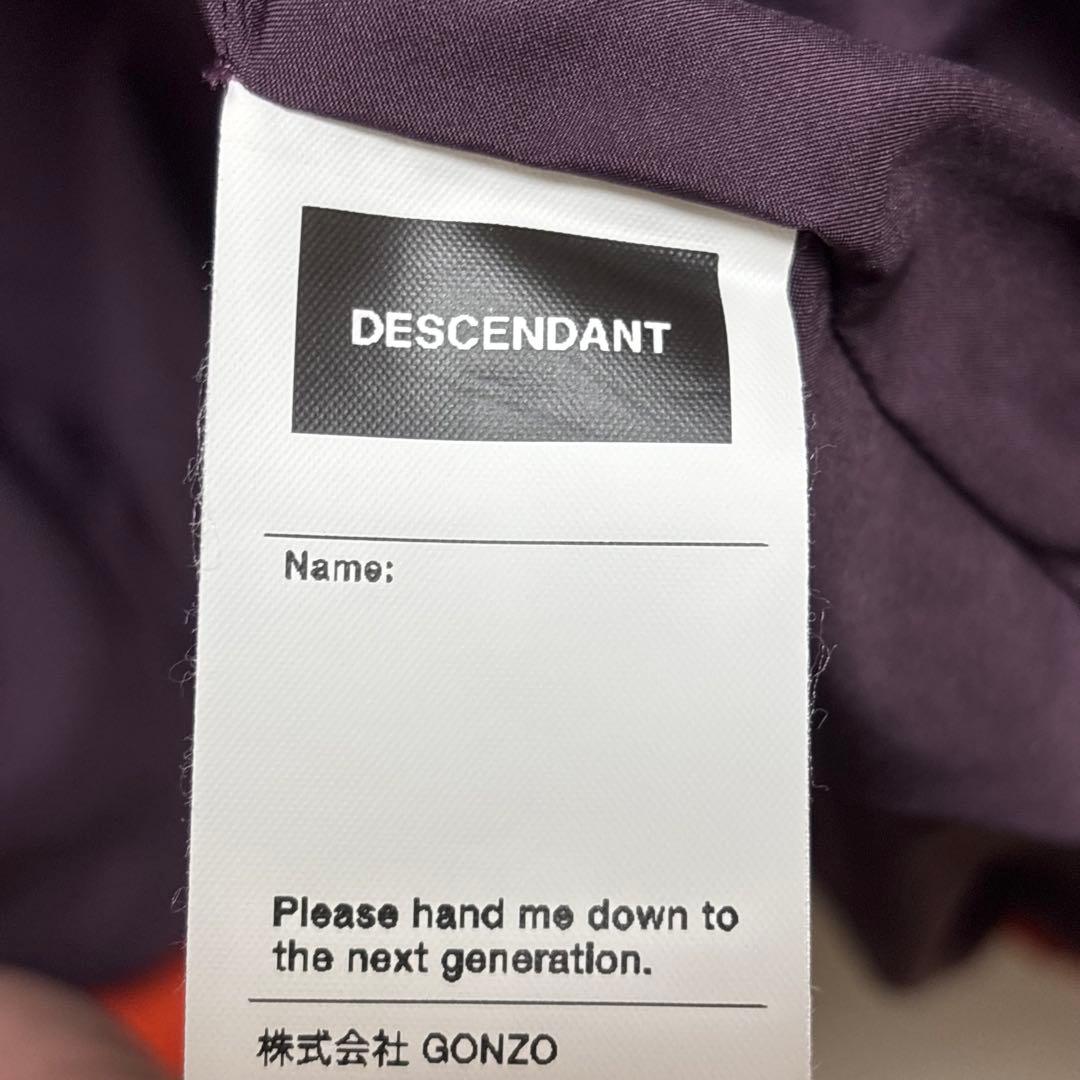 DESCENDANT
Name:
Please hand me down to
the next generation.
株式会社 GONZO